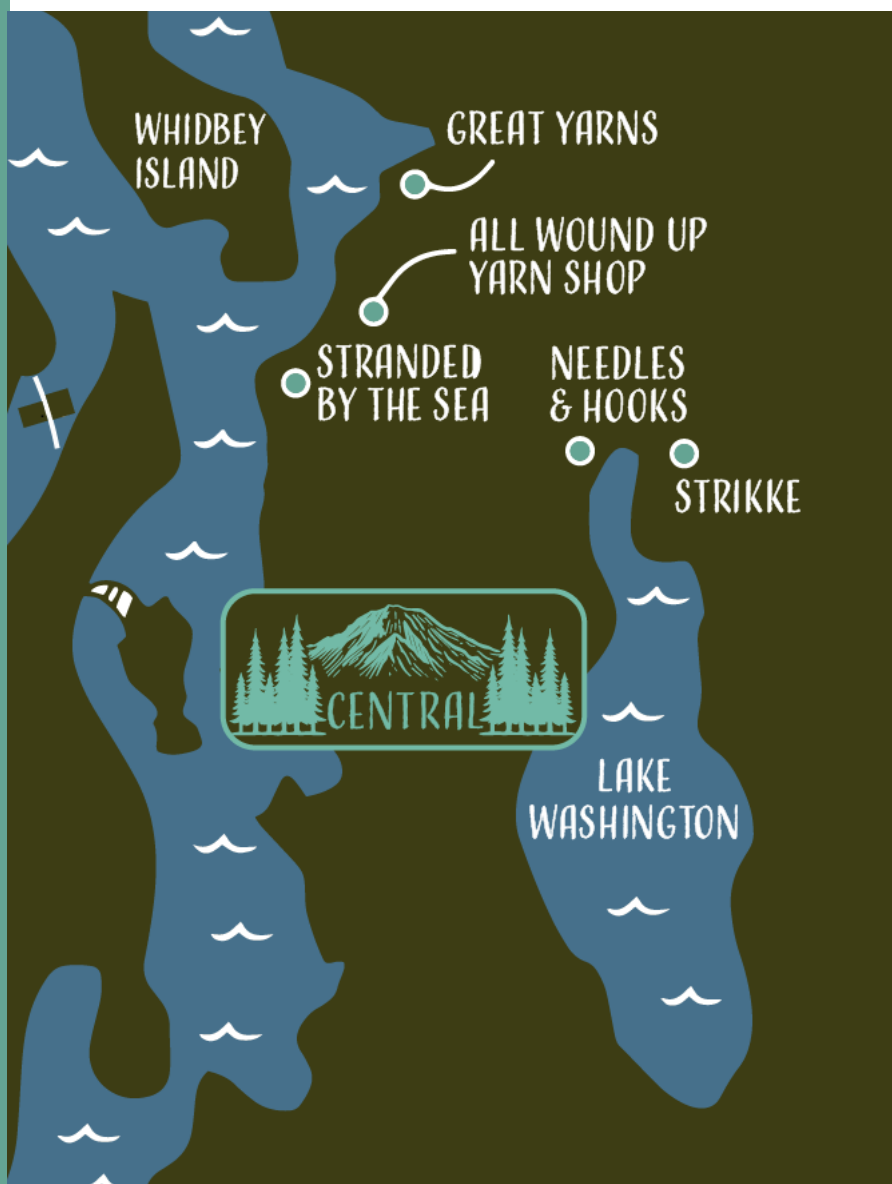 WHIDBEY
ISLAND
GREAT YARNS
ALL WOUND UP
YARN SHOP
STRANDED
BY THE SEA
NEEDLES
& HOOKS
STRIKKE
CENTRAL
LAKE
WASHINGTON